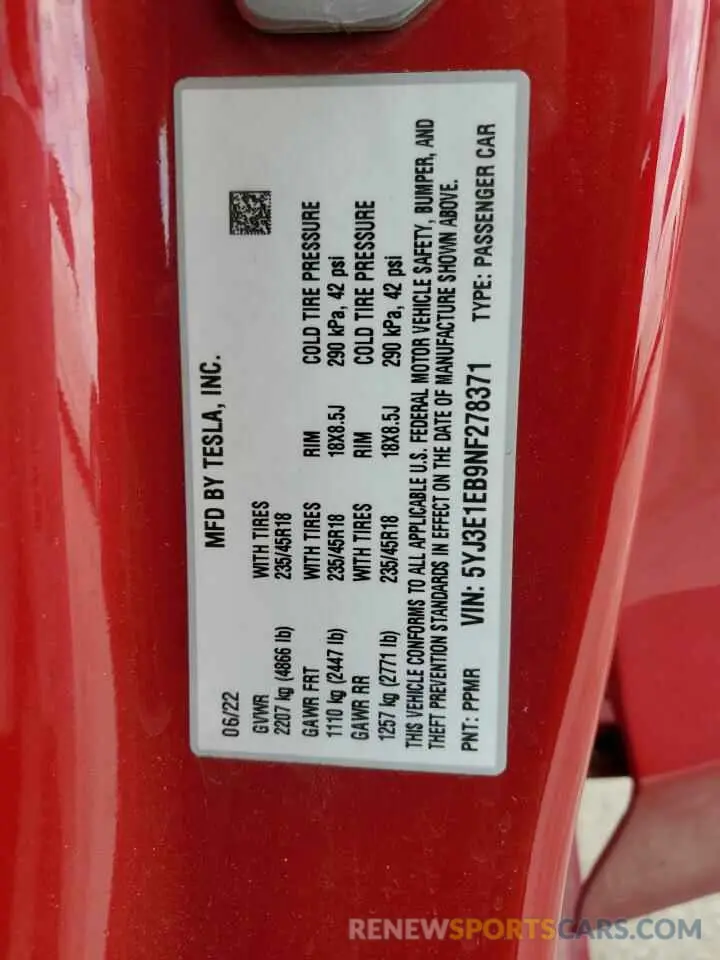 MFD BY TESLA, INC.
06/22
GVWR WITH TIRES
2207 kg (4866 lb) 235/45R18
GAWR FRT WITH TIRES RIM COLD TIRE PRESSURE
1110 kg (2447 lb) 235/45R18 18X8.5J 290 kPa, 42 psi
GAWR RR WITH TIRES RIM COLD TIRE PRESSURE
1257 kg (2771 lb) 235/45R18 18X8.5J 290 kPa, 42 psi
THIS VEHICLE CONFORMS TO ALL APPLICABLE U.S. FEDERAL MOTOR VEHICLE SAFETY, BUMPER, AND
THEFT PREVENTION STANDARDS IN EFFECT ON THE DATE OF MANUFACTURE SHOWN ABOVE.
PNT: PPMR VIN: 5YJ3E1EB9NF278371 TYPE: PASSENGER CAR
RENEWSPORTSCARS.COM